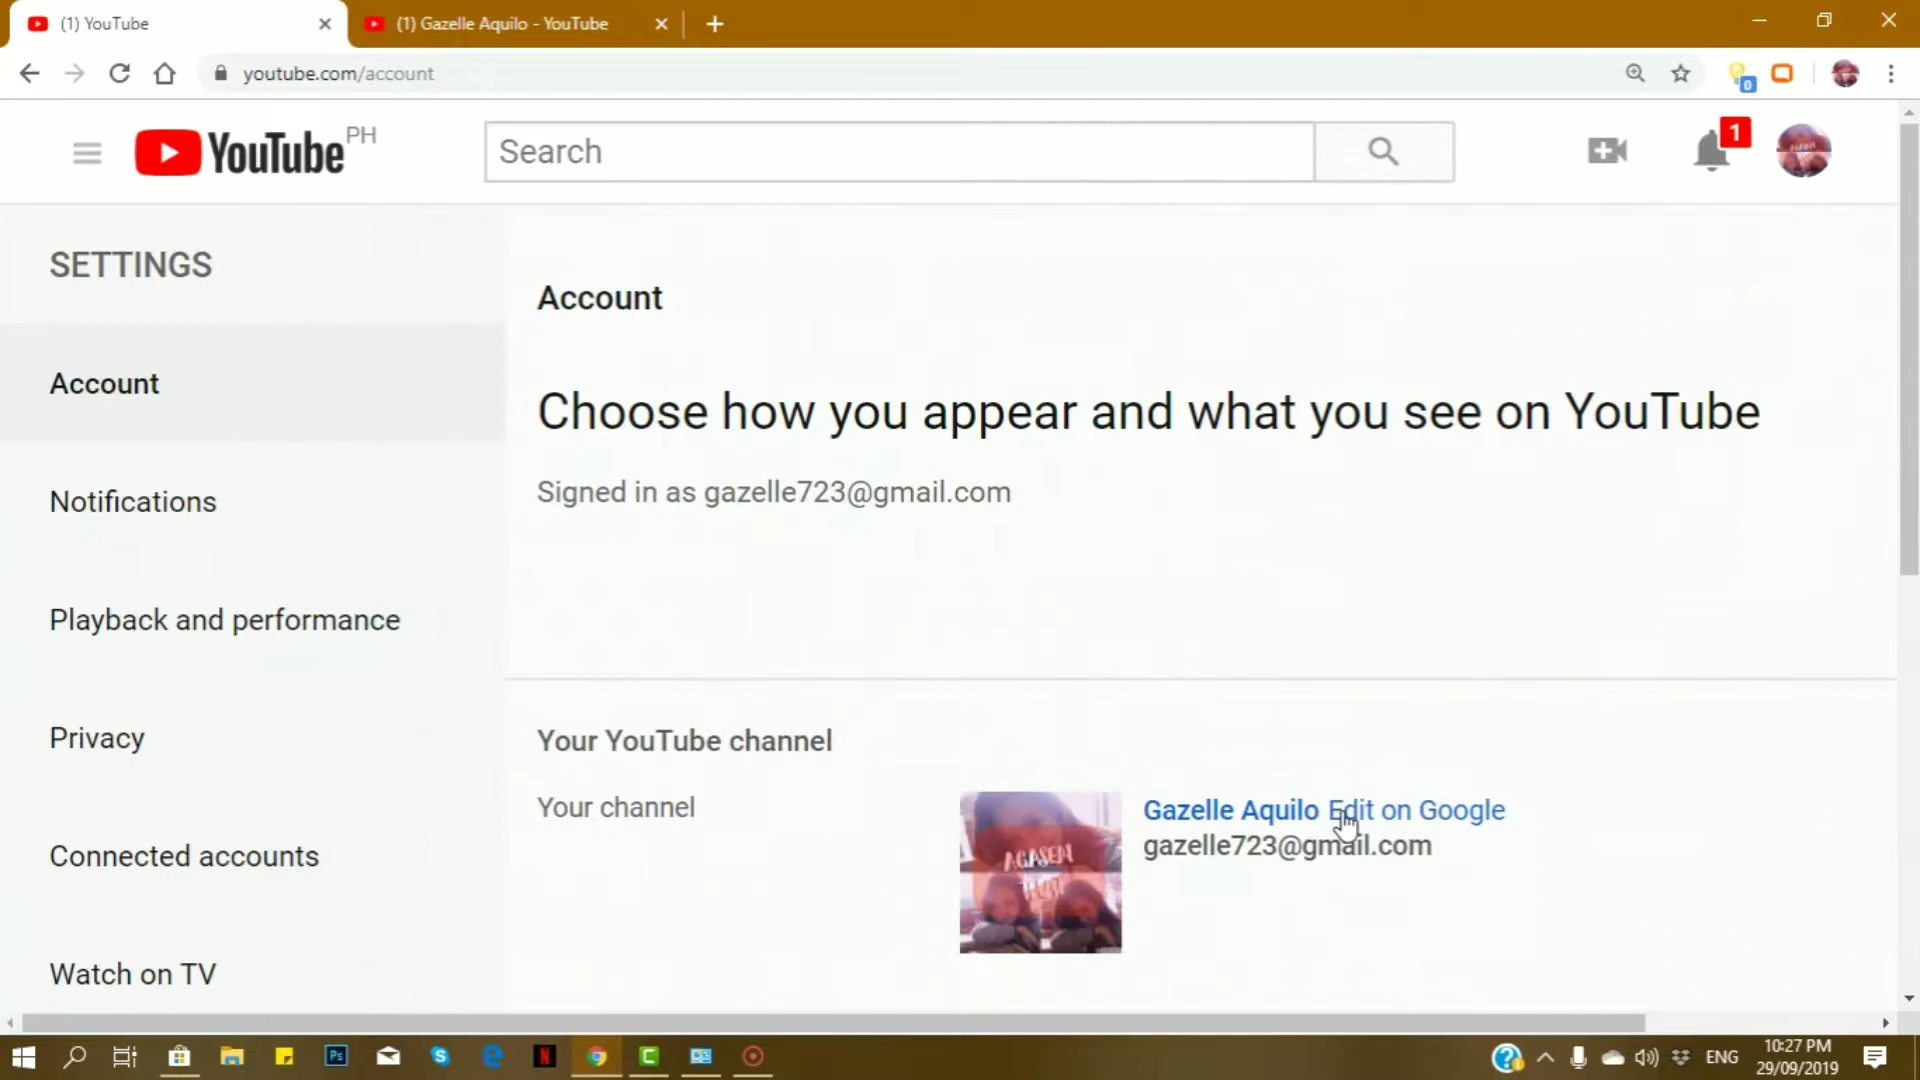 (1) YouTube
(1) Gazelle Aquilo - YouTube
youtube.com/account
0
YouTube PH
Search
1
SETTINGS
Account
Notifications
Playback and performance
Privacy
Connected accounts
Watch on TV
Account
Choose how you appear and what you see on YouTube
Signed in as gazelle723@gmail.com
Your YouTube channel
Your channel
AGASEM
Gazelle Aquilo Edit on Google
gazelle723@gmail.com
Ps
S
N
C
?
ENG
10:27 PM
29/09/2019